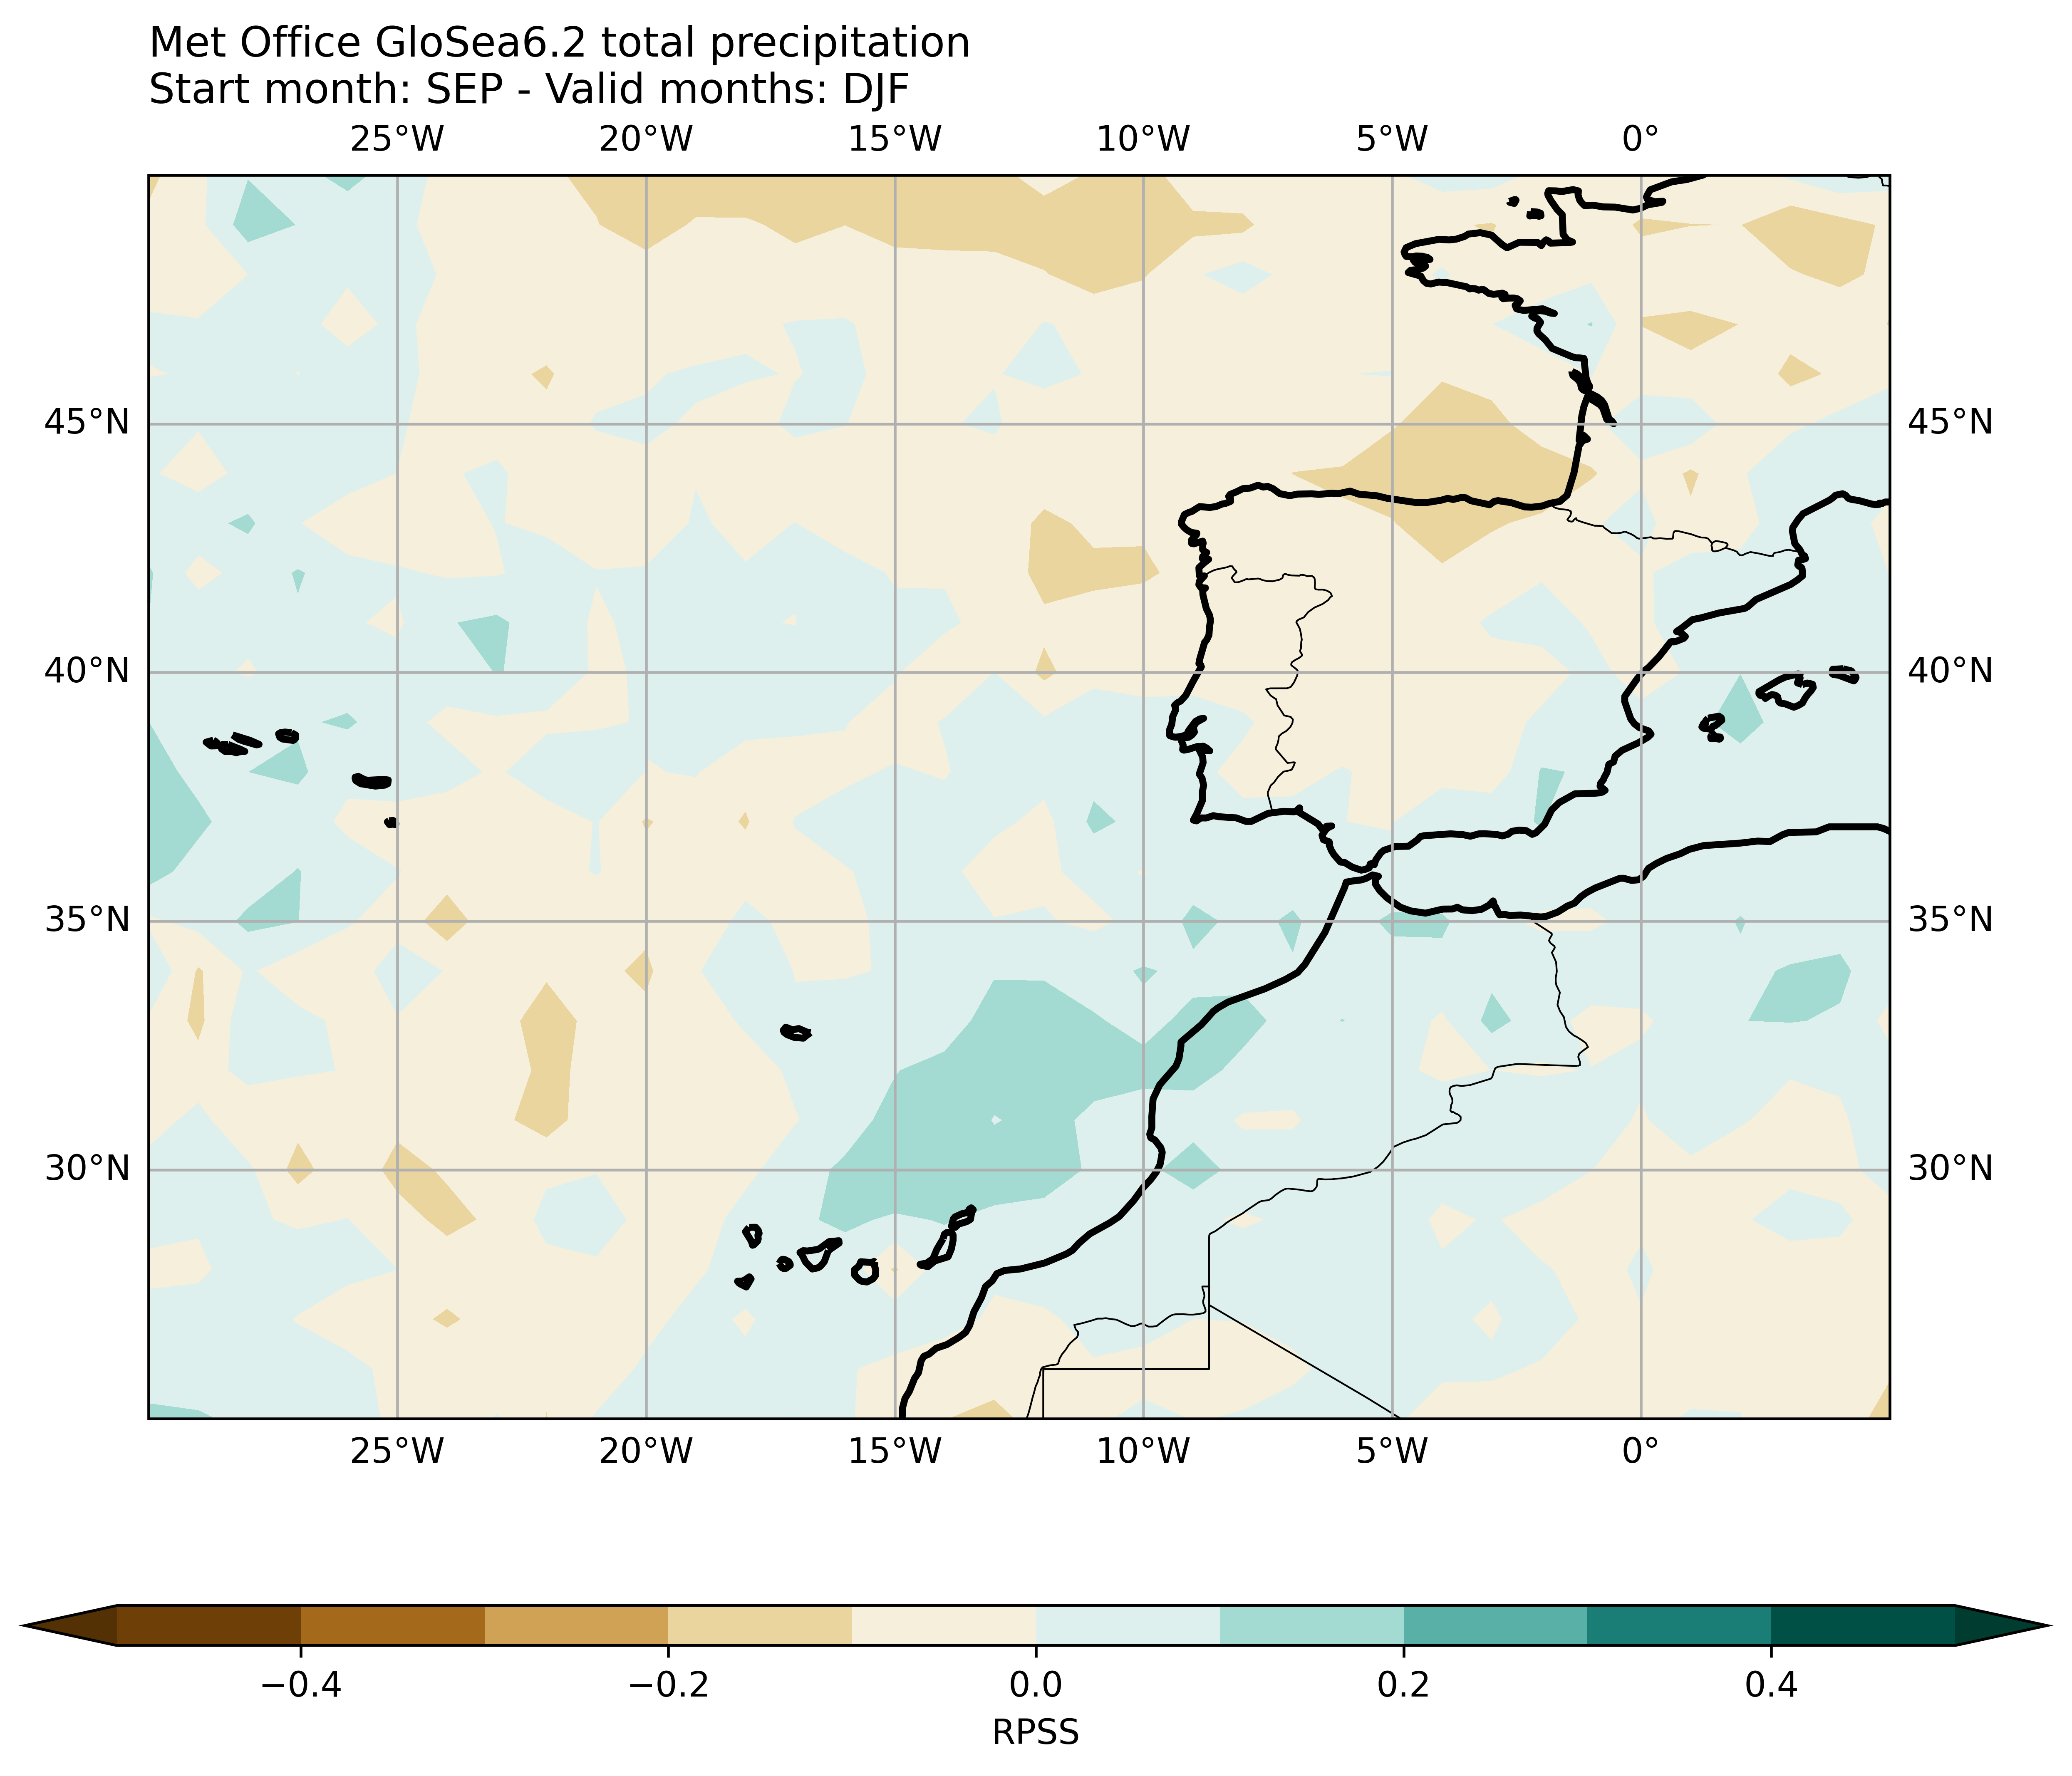 Met Office GloSea6.2 total precipitation
Start month: SEP - Valid months: DJF
25°W 20°W 15°W 10°W 5°W 0°
45°N 45°N
40°N 40°N
35°N 35°N
30°N 30°N
25°W 20°W 15°W 10°W 5°W 0°
−0.4 −0.2 0.0 0.2 0.4
RPSS